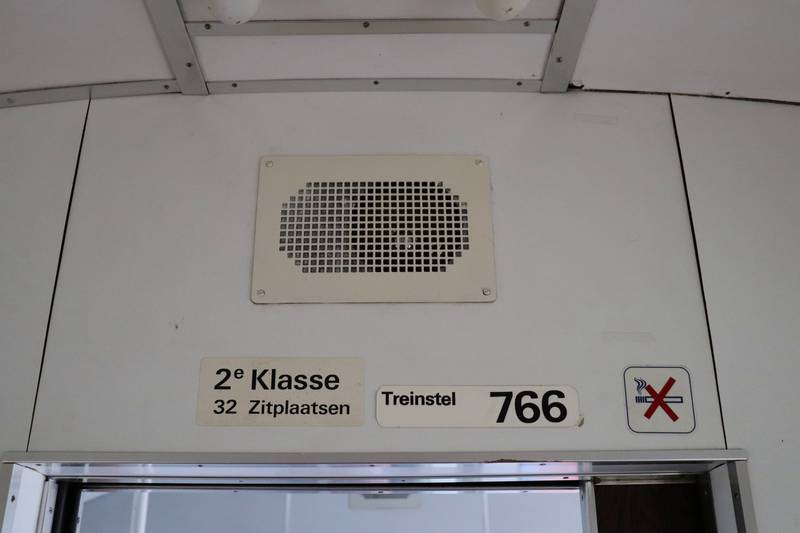 2e Klasse
32 Zitplaatsen
Treinstel 766